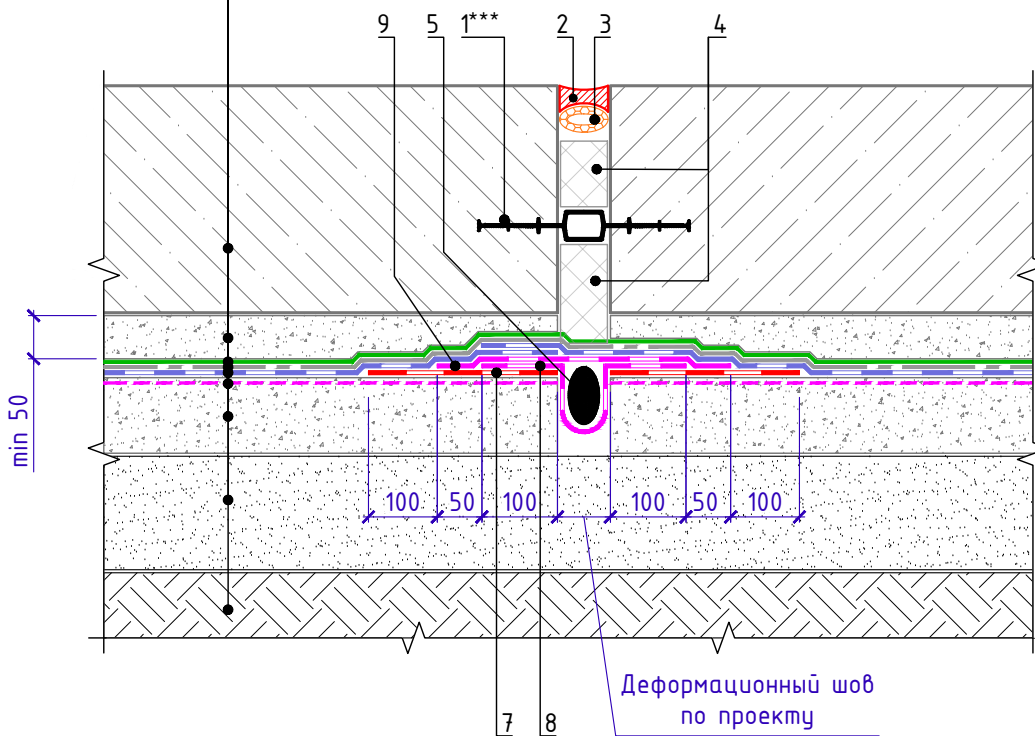 9 5 1*** 2 3 4
min 50
100 50 100 100 50 100
Деформационный шов
по проекту
7 8